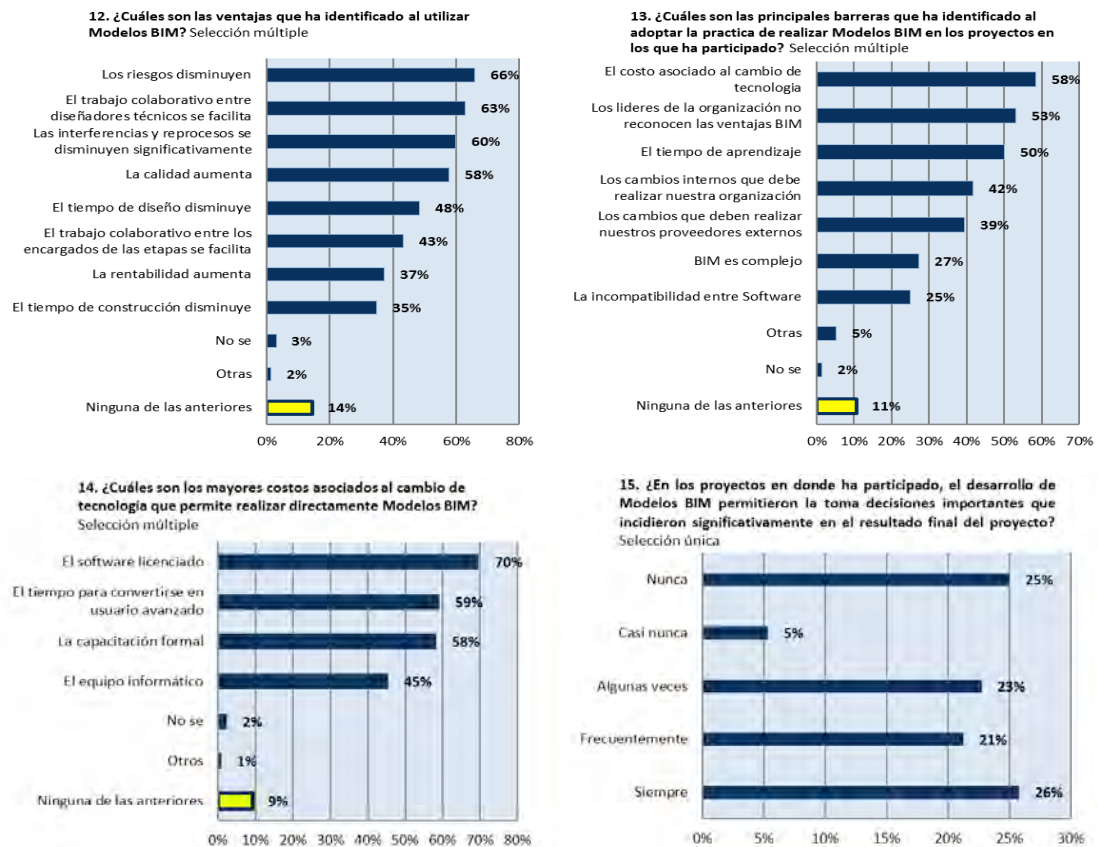 12. ¿Cuáles son las ventajas que ha identificado al utilizar
Modelos BIM? Selección múltiple
Los riesgos disminuyen
66%
El trabajo colaborativo entre
diseñadores técnicos se facilita
63%
Las interferencias y reprocesos se
disminuyen significativamente
60%
La calidad aumenta
58%
El tiempo de diseño disminuye
48%
El trabajo colaborativo entre los
encargados de las etapas se facilita
43%
La rentabilidad aumenta
37%
El tiempo de construcción disminuye
35%
No se
3%
Otras
2%
Ninguna de las anteriores
14%
0% 20% 40% 60% 80%
13. ¿Cuáles son las principales barreras que ha identificado al
adoptar la practica de realizar Modelos BIM en los proyectos en
los que ha participado? Selección múltiple
El costo asociado al cambio de
tecnologia
58%
Los lideres de la organización no
reconocen las ventajas BIM
53%
El tiempo de aprendizaje
50%
Los cambios internos que debe
realizar nuestra organización
42%
Los cambios que deben realizar
nuestros proveedores externos
39%
BIM es complejo
27%
La incompatibilidad entre Software
25%
Otras
5%
No se
2%
Ninguna de las anteriores
11%
0% 10% 20% 30% 40% 50% 60% 70%
14. ¿Cuáles son los mayores costos asociados al cambio de
tecnología que permite realizar directamente Modelos BIM?
Selección múltiple
El software licenciado
70%
El tiempo para convertirse en
usuario avanzado
59%
La capacitación formal
58%
El equipo informático
45%
No se
2%
Otros
1%
Ninguna de las anteriores
9%
0% 10% 20% 30% 40% 50% 60% 70% 80%
15. ¿En los proyectos en donde ha participado, el desarrollo de
Modelos BIM permitieron la toma decisiones importantes que
incidieron significativamente en el resultado final del proyecto?
Selección única
Nunca
25%
Casi nunca
5%
Algunas veces
23%
Frecuentemente
21%
Siempre
26%
0% 5% 10% 15% 20% 25% 30%